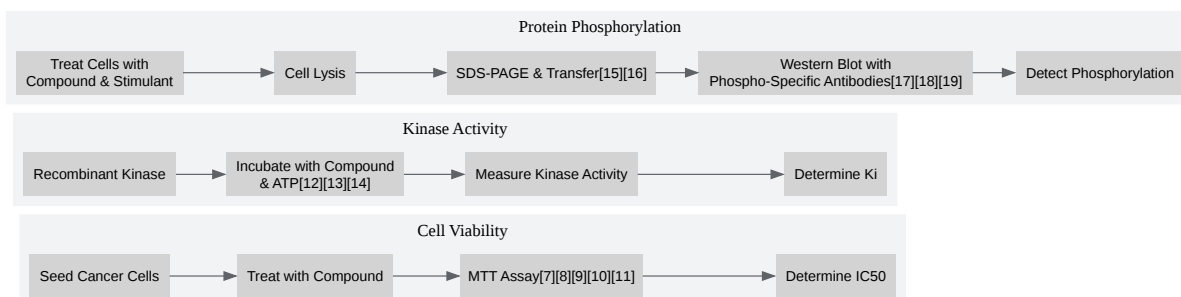 Protein Phosphorylation
Treat Cells with
Compound & Stimulant
Cell Lysis
SDS-PAGE & Transfer[15][16]
Western Blot with
Phospho-Specific Antibodies[17][18][19]
Detect Phosphorylation
Kinase Activity
Recombinant Kinase
Incubate with Compound
& ATP[12][13][14]
Measure Kinase Activity
Determine Ki
Cell Viability
Seed Cancer Cells
Treat with Compound
MTT Assay[7][8][9][10][11]
Determine IC50